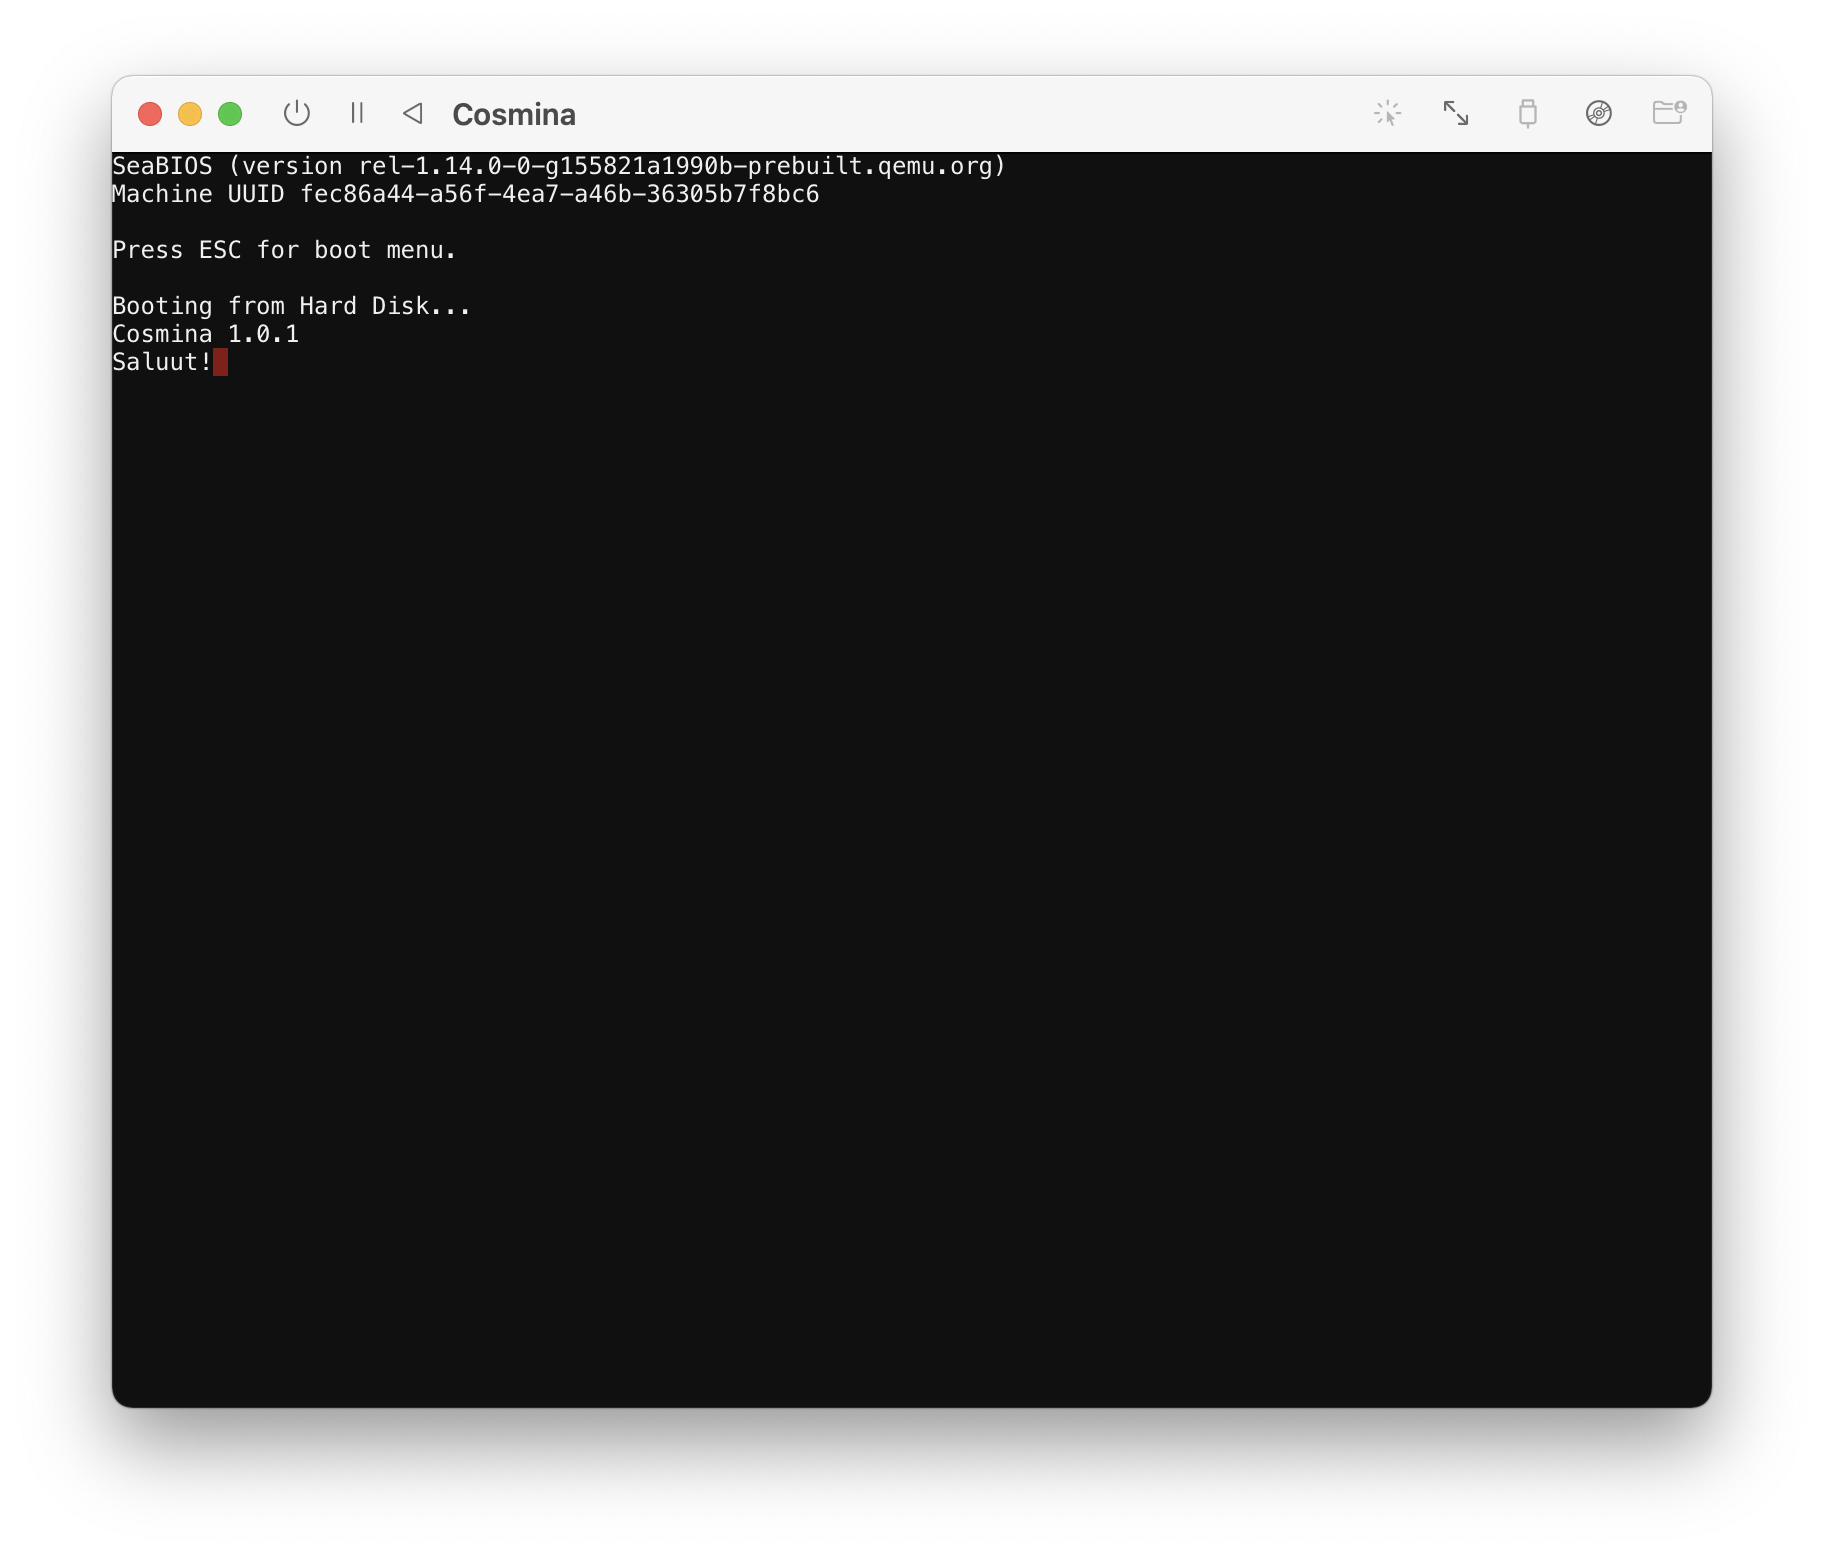 Cosmina
SeaBIOS (version rel-1.14.0-0-g155821a1990b-prebuilt.qemu.org)
Machine UUID fec86a44-a56f-4ea7-a46b-36305b7f8bc6
Press ESC for boot menu.
Booting from Hard Disk...
Cosmina 1.0.1
Saluut!